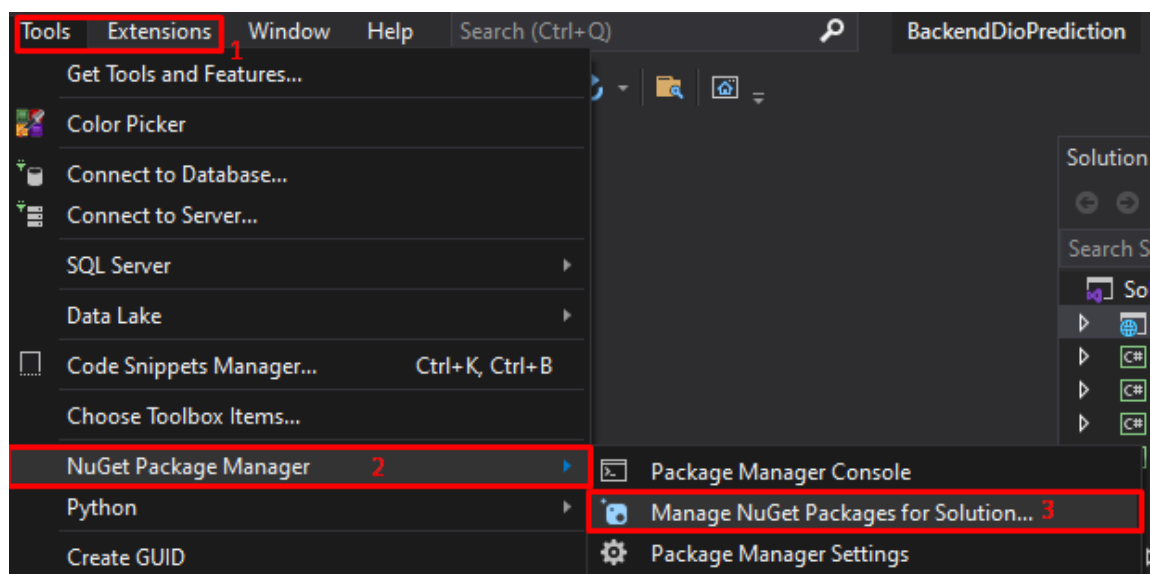 Tools Extensions Window Help Search (Ctrl+Q) BackendDioPrediction
1
Get Tools and Features...
Color Picker
Connect to Database...
Connect to Server...
SQL Server
Data Lake
Code Snippets Manager... Ctrl+K, Ctrl+B
Choose Toolbox Items...
NuGet Package Manager 2
Python
Create GUID
Package Manager Console
Manage NuGet Packages for Solution... 3
Package Manager Settings
Solution
Search S
So
C#
C#
C#